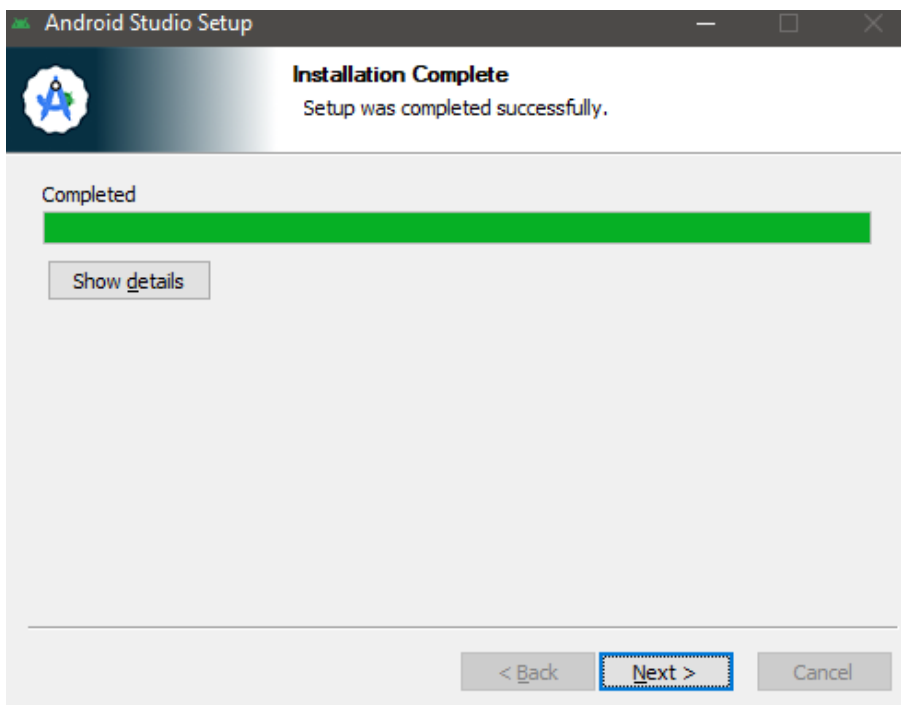 Android Studio Setup
Installation Complete
Setup was completed successfully.
Completed
Show details
< Back Next > Cancel